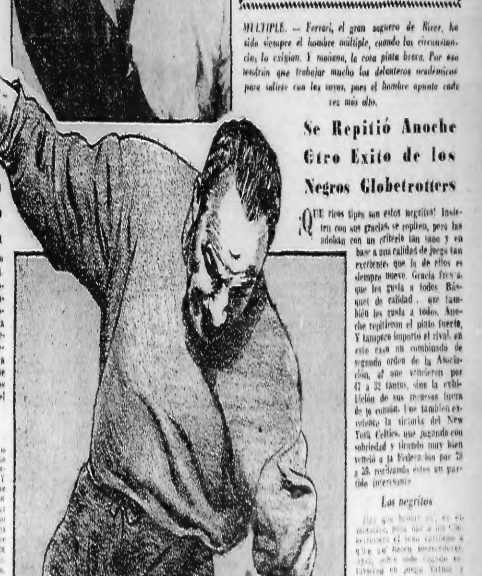 MULTIPLE. — Ferrari, el gran zaguero de River, ha
sido siempre el hombre múltiple, cuando las circunstan-
cias lo exigían. Y mañana, la cosa pinta brava. Por eso
tendrán que trabajar mucho los delanteros académicos
para salirse con las suyas, pues el hombre apunta cada
vez más alto.
Se Repitió Anoche
Otro Exito de los
Negros Globetrotters
¡QUE ricos tipos son estos negritos! Insis-
ten con sus gracias, se repiten, pero las
adoban con un criterio tan sano y en
base a una calidad de juego tan
excelente, que lo de ellos es
siempre nuevo. Gracia fresca,
que les gusta a todos. Bás-
quet de calidad... que tam-
bién les gusta a todos. Ano-
che repitieron el plato fuerte.
Y tampoco importó el rival, en
este caso un combinado de
segundo orden de la Asocia-
ción, al que vencieron por
47 a 32 tantos, sino la exhi-
bición de sus recursos fuera
de lo común. Fue también ex-
celente la victoria del New
York Celtics, que jugando con
sobriedad y tirando muy bien
venció a la Federación por
realizando éstos un par-
tido interesante
Los negritos